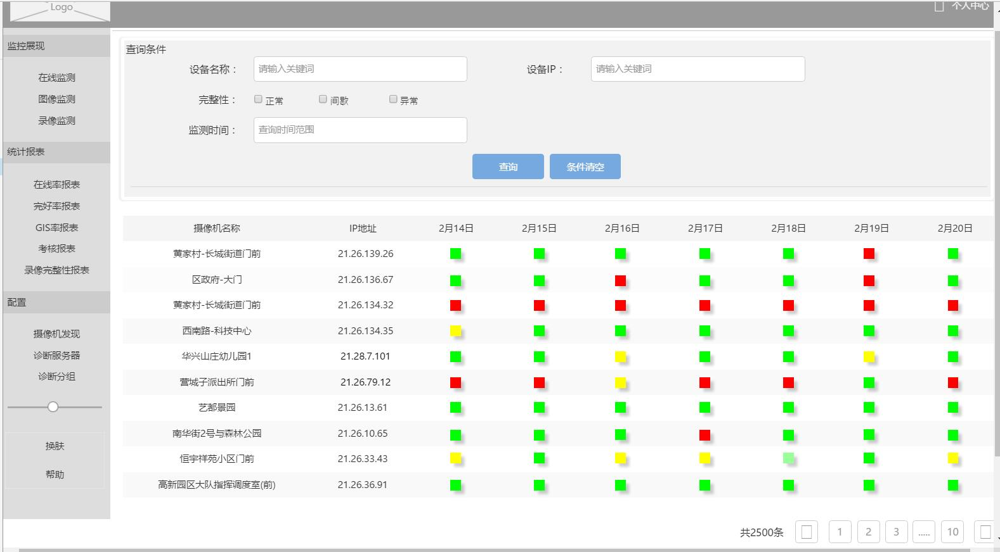 Logo
个人中心
监控展现
在线监测
图像监测
录像监测
统计报表
在线率报表
完好率报表
GIS率报表
考核报表
录像完整性报表
配置
摄像机发现
诊断服务器
诊断分组
换肤
帮助
查询条件
设备名称： 请输入关键词 设备IP： 请输入关键词
完整性： 正常 间歇 异常
监测时间： 查询时间范围
查询 条件清空
摄像机名称 IP地址 2月14日 2月15日 2月16日 2月17日 2月18日 2月19日 2月20日
黄家村-长城街道门前 21.26.139.26
区政府-大门 21.26.136.67
黄家村-长城街道门前 21.26.134.32
西南路-科技中心 21.26.134.35
华兴山庄幼儿园1 21.28.7.101
营城子派出所门前 21.26.79.12
艺都景园 21.26.13.61
南华街2号与森林公园 21.26.10.65
恒宇祥苑小区门前 21.26.33.43
高新园区大队指挥调度室(前) 21.26.36.91
共2500条 1 2 3 ..... 10